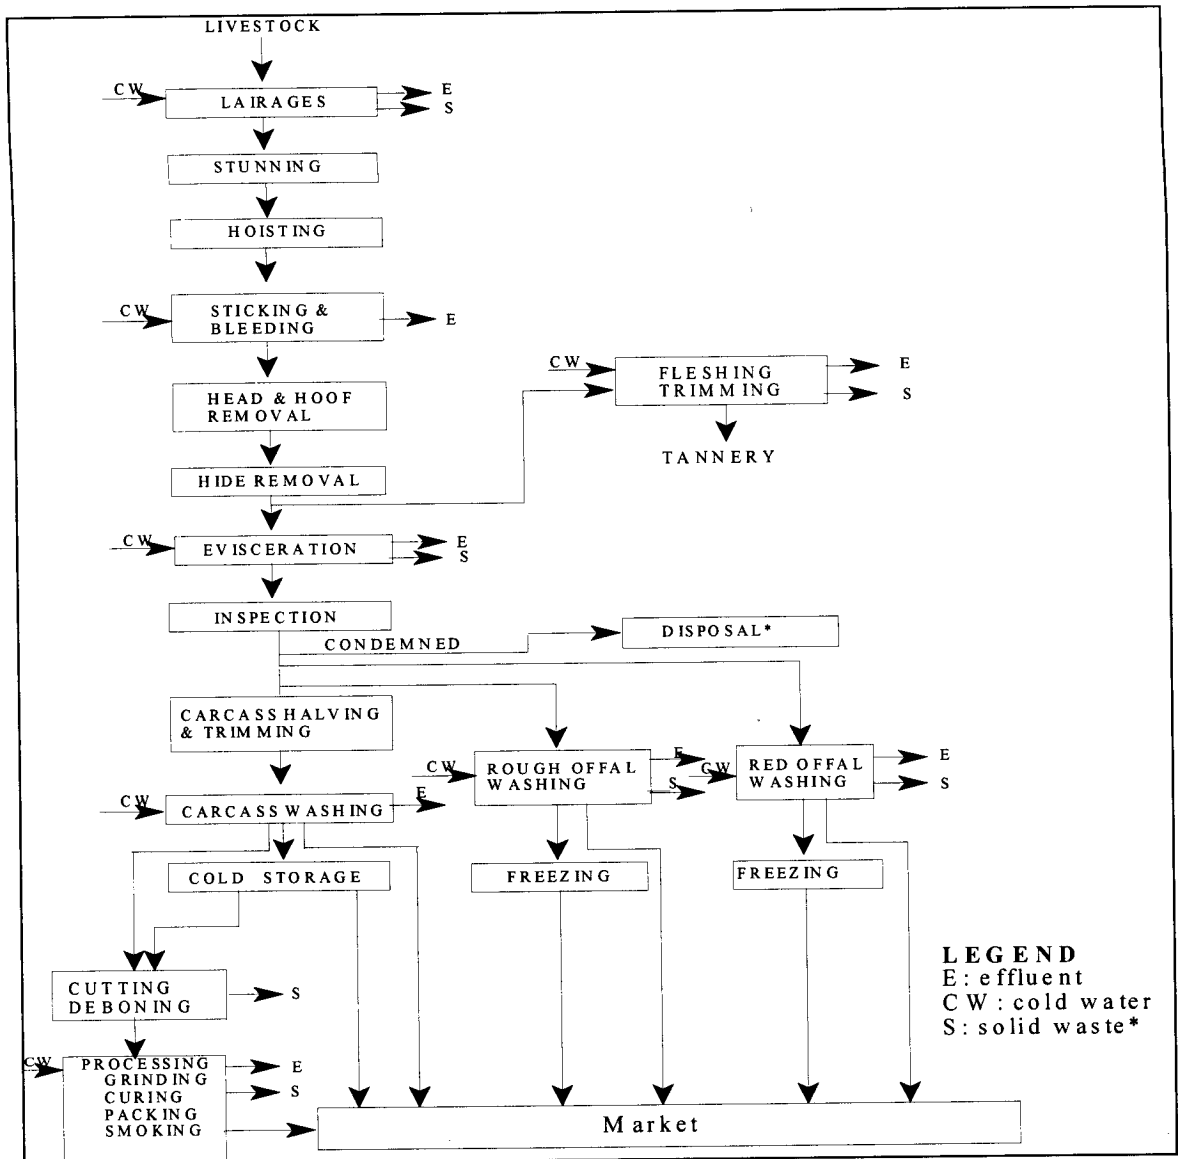 LIVESTOCK
CW
E
LAIRAGES
S
STUNNING
HOISTING
CW
STICKING &
BLEEDING
E
CW
FLESHING
TRIMMING
E
S
HEAD & HOOF
REMOVAL
TANNERY
HIDE REMOVAL
CW
EVISCERATION
E
S
INSPECTION
CONDEMNED
DISPOSAL*
CARCASS HALVING
& TRIMMING
CW
ROUGH OFFAL
WASHING
E
S
CW
RED OFFAL
WASHING
E
S
CW
CARCASS WASHING
E
COLD STORAGE
FREEZING
FREEZING
LEGEND
E: effluent
CW: cold water
S: solid waste*
CUTTING
DEBONING
S
CW
PROCESSING
GRINDING
CURING
PACKING
SMOKING
E
S
Market